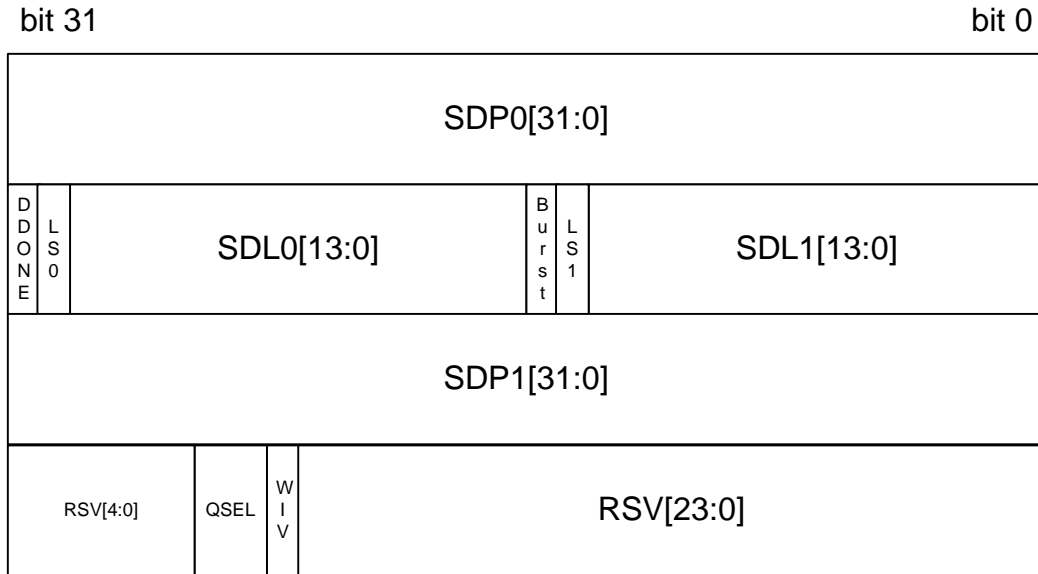 bit 31 bit 0
SDP0[31:0]
DDONE LS0 SDL0[13:0] Burst LS1 SDL1[13:0]
SDP1[31:0]
RSV[4:0] QSEL WIV RSV[23:0]